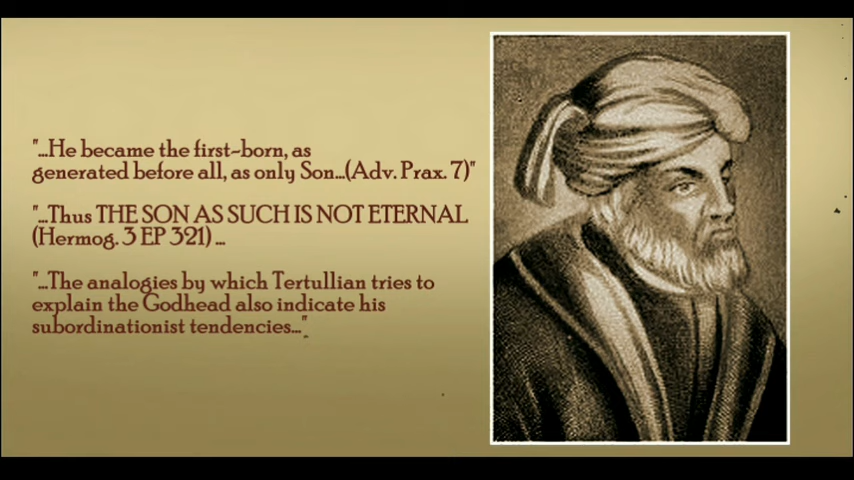 "...He became the first-born, as
generated before all, as only Son...(Adv. Prax. 7)"
"...Thus THE SON AS SUCH IS NOT ETERNAL
(Hermog. 3 EP 321) ...
"...The analogies by which Tertullian tries to
explain the Godhead also indicate his
subordinationist tendencies..."